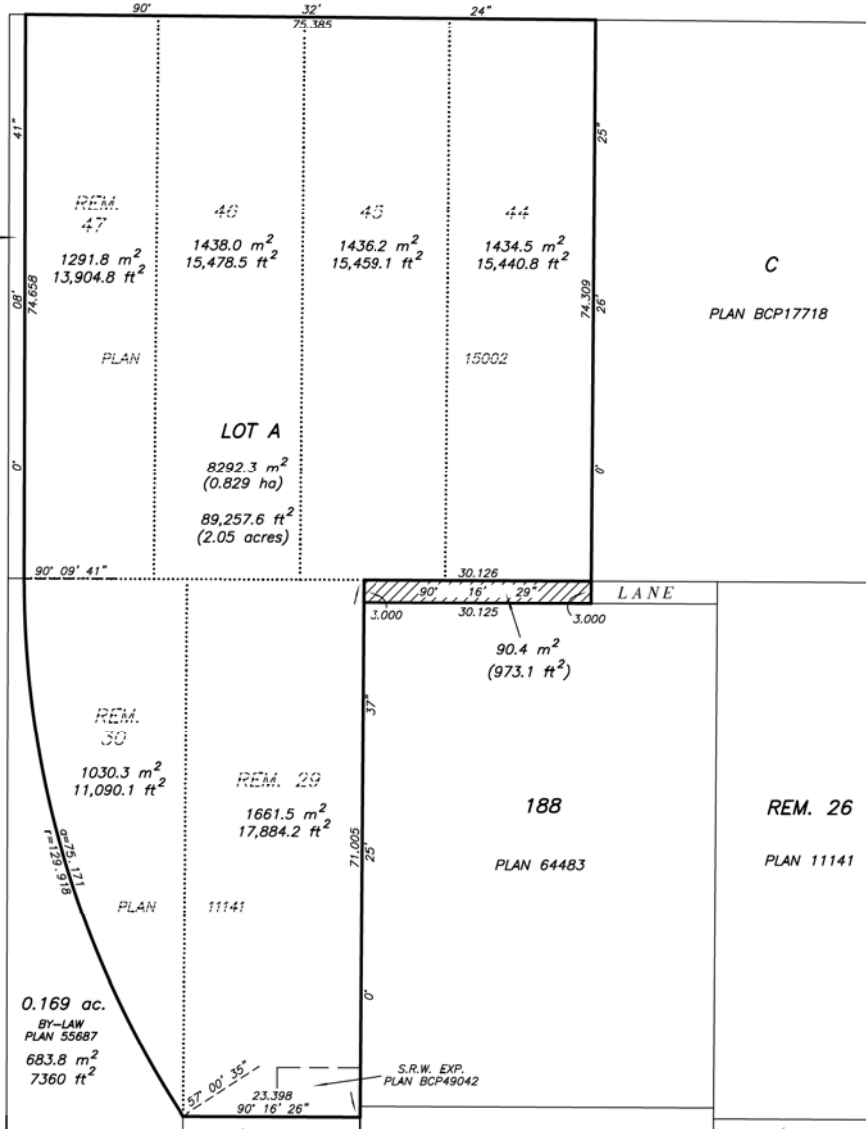 90° 32' 24"
75.385
41"
08'
0'
74.658
REM.
47
1291.8 m²
13,904.8 ft²
46
1438.0 m²
15,478.5 ft²
45
1436.2 m²
15,459.1 ft²
44
1434.5 m²
15,440.8 ft²
25"
26'
0'
74.309
C
PLAN BCP17718
PLAN 15002
LOT A
8292.3 m²
(0.829 ha)
89,257.6 ft²
(2.05 acres)
90° 09' 41"
30.126
90° 16' 29"
30.125
3.000
3.000
LANE
90.4 m²
(973.1 ft²)
REM.
30
1030.3 m²
11,090.1 ft²
REM. 29
1661.5 m²
17,884.2 ft²
37"
25'
0°
71.005
188
PLAN 64483
REM. 26
PLAN 11141
a=75.171
r=129.918
PLAN 11141
0.169 ac.
BY-LAW
PLAN 55687
683.8 m²
7360 ft²
57° 00' 35"
23.398
90° 16' 26"
S.R.W. EXP.
PLAN BCP49042